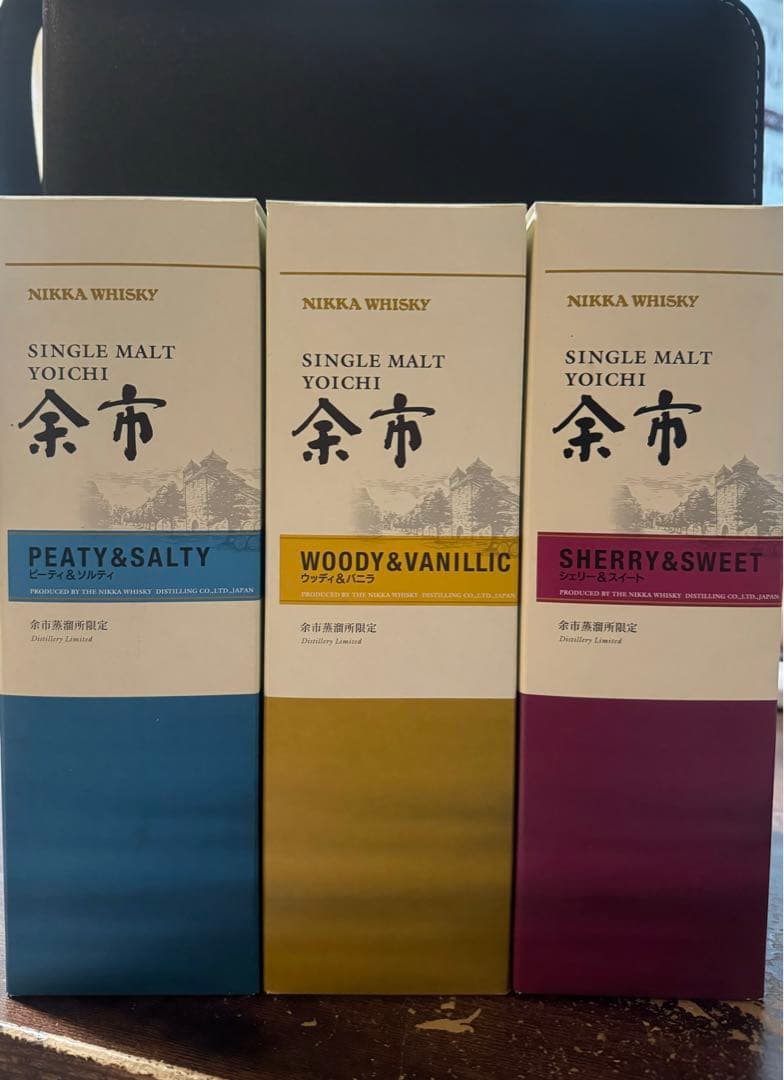 NIKKA WHISKY
SINGLE MALT
YOICHI
余市
PEATY&SALTY
ピーティ&ソルティ
PRODUCED BY THE NIKKA WHISKY DISTILLING CO.,LTD.,JAPAN
余市蒸溜所限定
Distillery Limited
NIKKA WHISKY
SINGLE MALT
YOICHI
余市
WOODY&VANILLIC
ウッディ&バニラ
PRODUCED BY THE NIKKA WHISKY DISTILLING CO.,LTD.,JAPAN
余市蒸溜所限定
Distillery Limited
NIKKA WHISKY
SINGLE MALT
YOICHI
余市
SHERRY&SWEET
シェリー&スイート
PRODUCED BY THE NIKKA WHISKY DISTILLING CO.,LTD.,JAPAN
余市蒸溜所限定
Distillery Limited